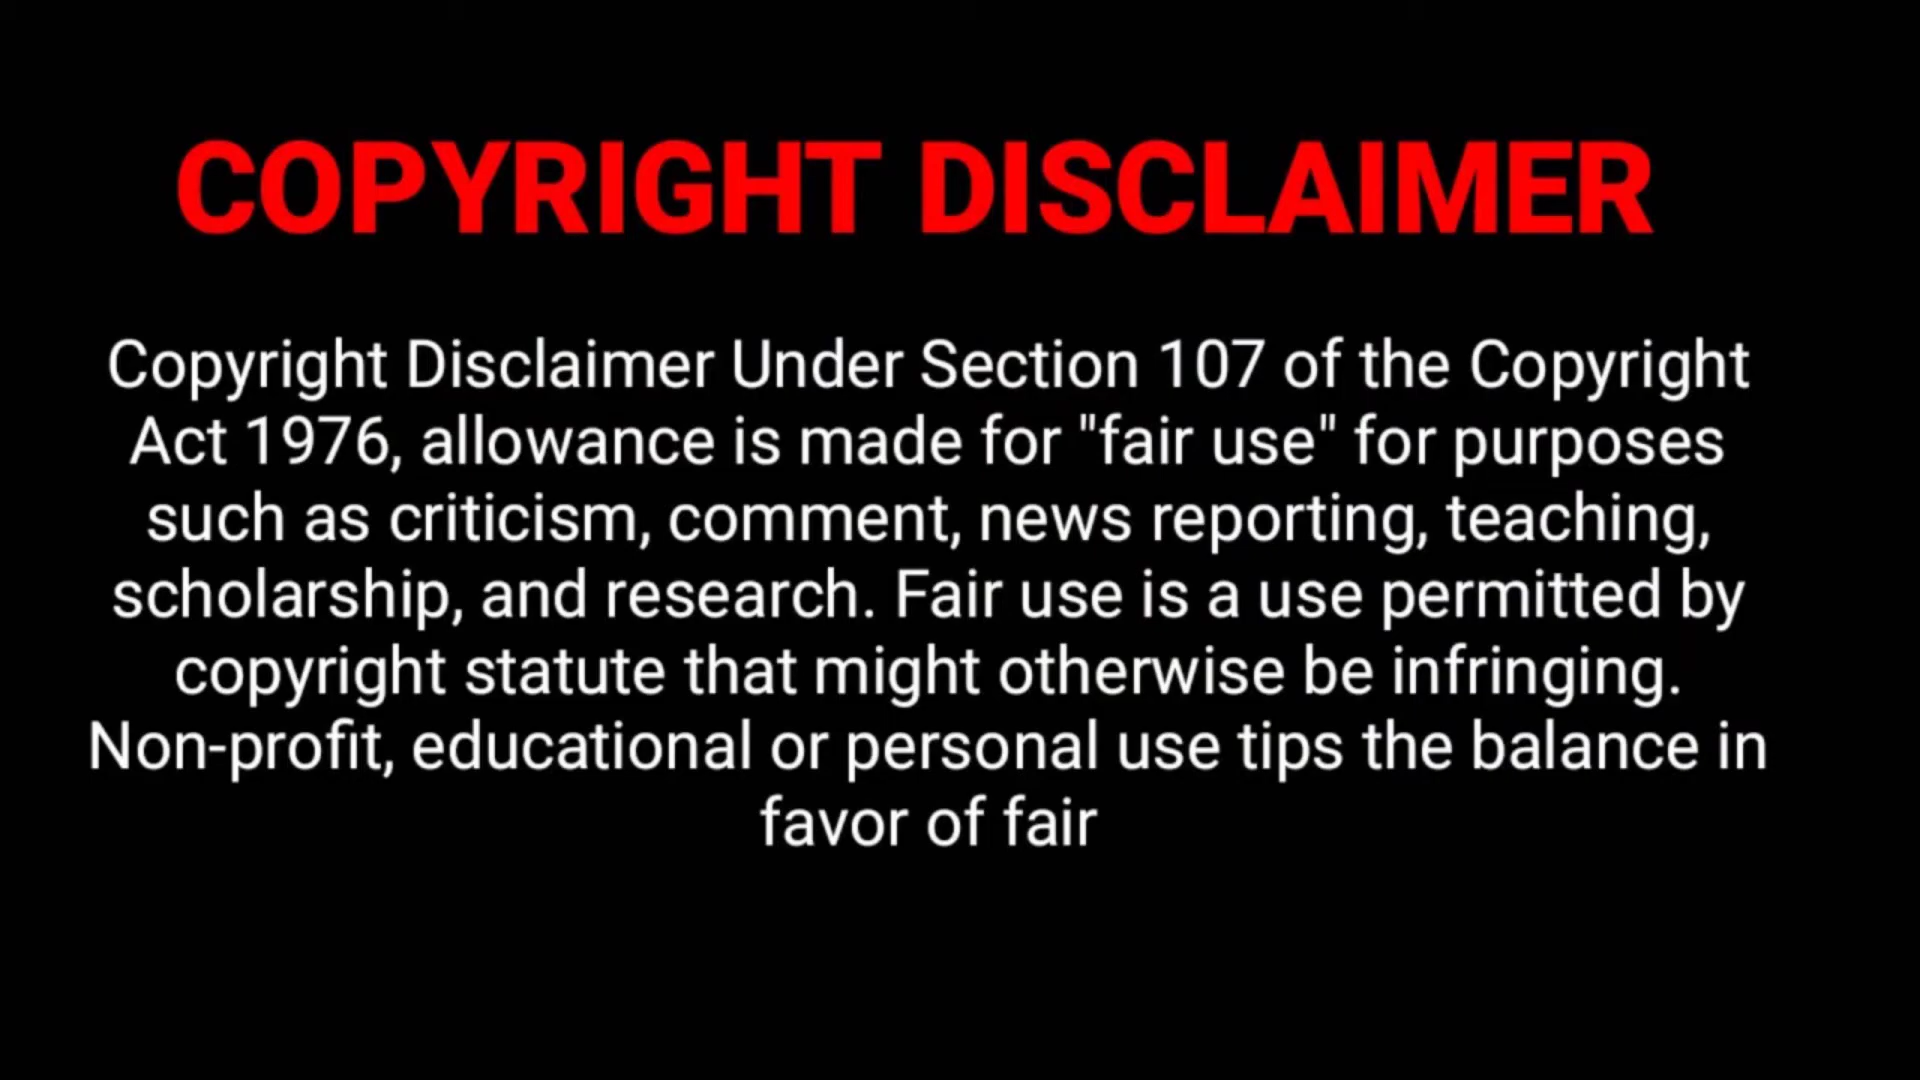 COPYRIGHT DISCLAIMER
Copyright Disclaimer Under Section 107 of the Copyright
Act 1976, allowance is made for "fair use" for purposes
such as criticism, comment, news reporting, teaching,
scholarship, and research. Fair use is a use permitted by
copyright statute that might otherwise be infringing.
Non-profit, educational or personal use tips the balance in
favor of fair